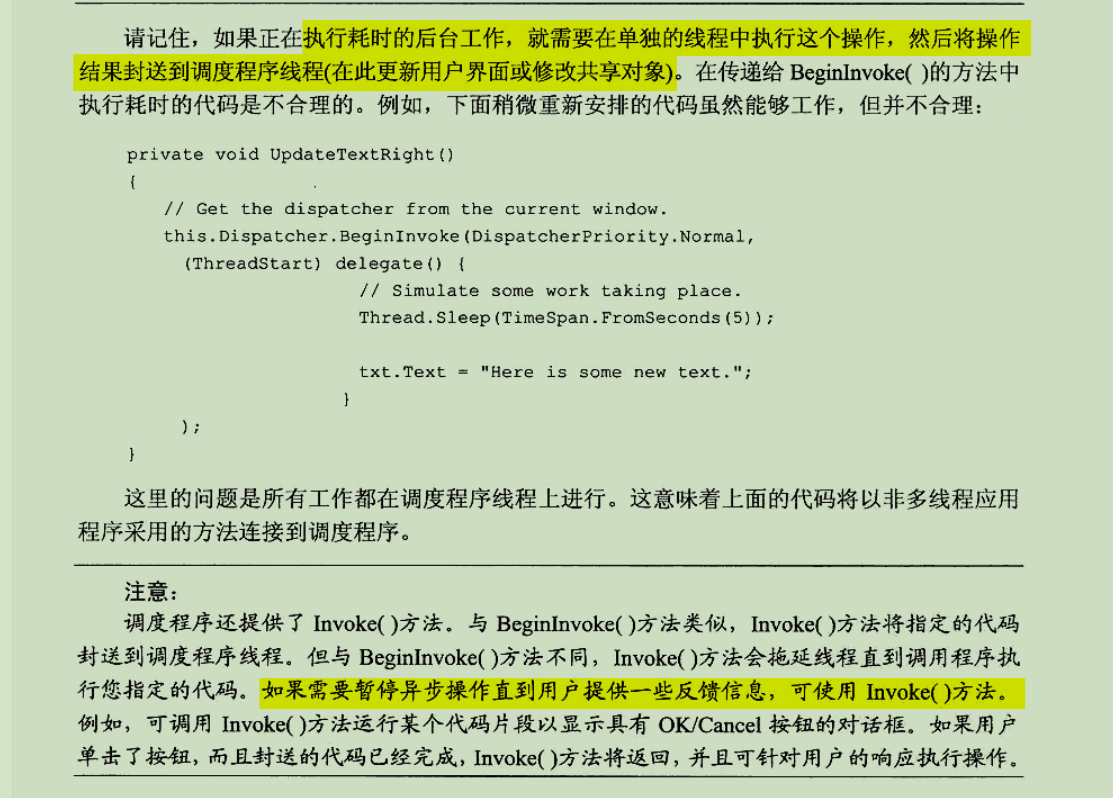 请记住，如果正在执行耗时的后台工作，就需要在单独的线程中执行这个操作，然后将操作
结果封送到调度程序线程(在此更新用户界面或修改共享对象)。在传递给 BeginInvoke( )的方法中
执行耗时的代码是不合理的。例如，下面稍微重新安排的代码虽然能够工作，但并不合理：
private void UpdateTextRight()
{
// Get the dispatcher from the current window.
this.Dispatcher.BeginInvoke(DispatcherPriority.Normal,
(ThreadStart) delegate() {
// Simulate some work taking place.
Thread.Sleep(TimeSpan.FromSeconds(5));
txt.Text = "Here is some new text.";
}
);
}
这里的问题是所有工作都在调度程序线程上进行。这意味着上面的代码将以非多线程应用
程序采用的方法连接到调度程序。
注意：
调度程序还提供了 Invoke( )方法。与 BeginInvoke( )方法类似，Invoke( )方法将指定的代码
封送到调度程序线程。但与 BeginInvoke( )方法不同，Invoke( )方法会拖延线程直到调用程序执
行您指定的代码。如果需要暂停异步操作直到用户提供一些反馈信息，可使用 Invoke( )方法。
例如，可调用 Invoke( )方法运行某个代码片段以显示具有 OK/Cancel 按钮的对话框。如果用户
单击了按钮，而且封送的代码已经完成，Invoke( )方法将返回，并且可针对用户的响应执行操作。